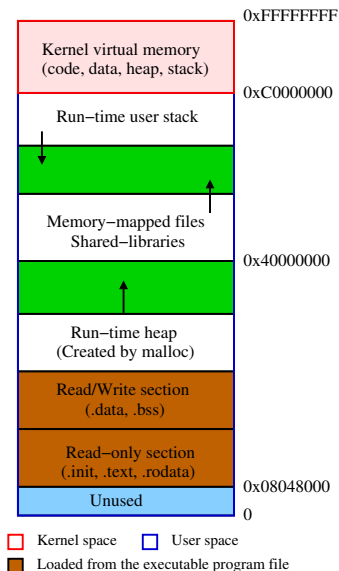 0xFFFFFFFF
Kernel virtual memory
(code, data, heap, stack)
0xC0000000
Run−time user stack
Memory−mapped files
Shared−libraries
0x40000000
Run−time heap
(Created by malloc)
Read/Write section
(.data, .bss)
Read−only section
(.init, .text, .rodata)
0x08048000
Unused
0
Kernel space
User space
Loaded from the executable program file